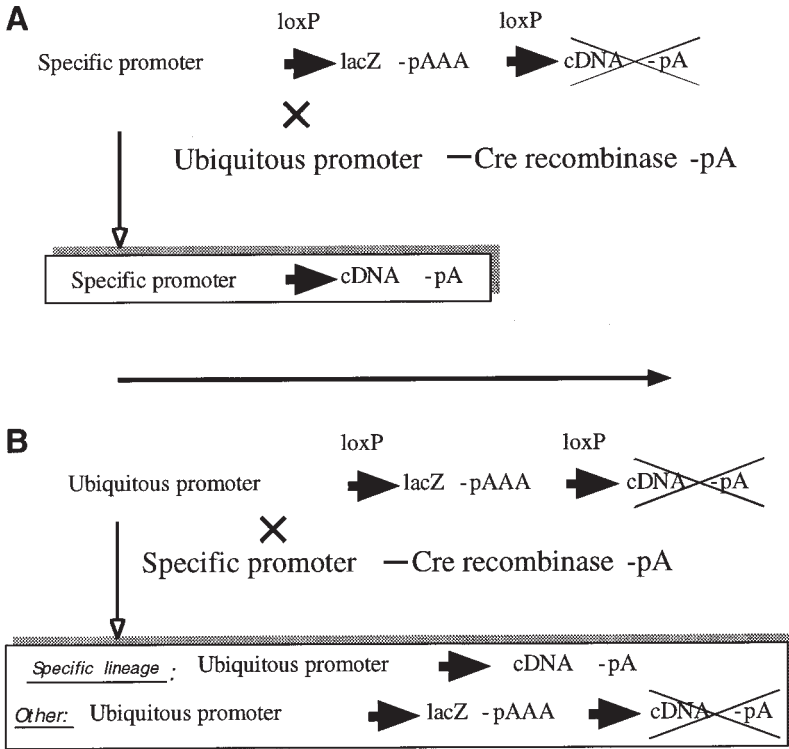 A
loxP loxP
Specific promoter lacZ -pAAA cDNA -pA
Ubiquitous promoter —Cre recombinase -pA
Specific promoter cDNA -pA
B
loxP loxP
Ubiquitous promoter lacZ -pAAA cDNA -pA
Specific promoter —Cre recombinase -pA
Specific lineage: Ubiquitous promoter cDNA -pA
Other: Ubiquitous promoter lacZ -pAAA cDNA -pA